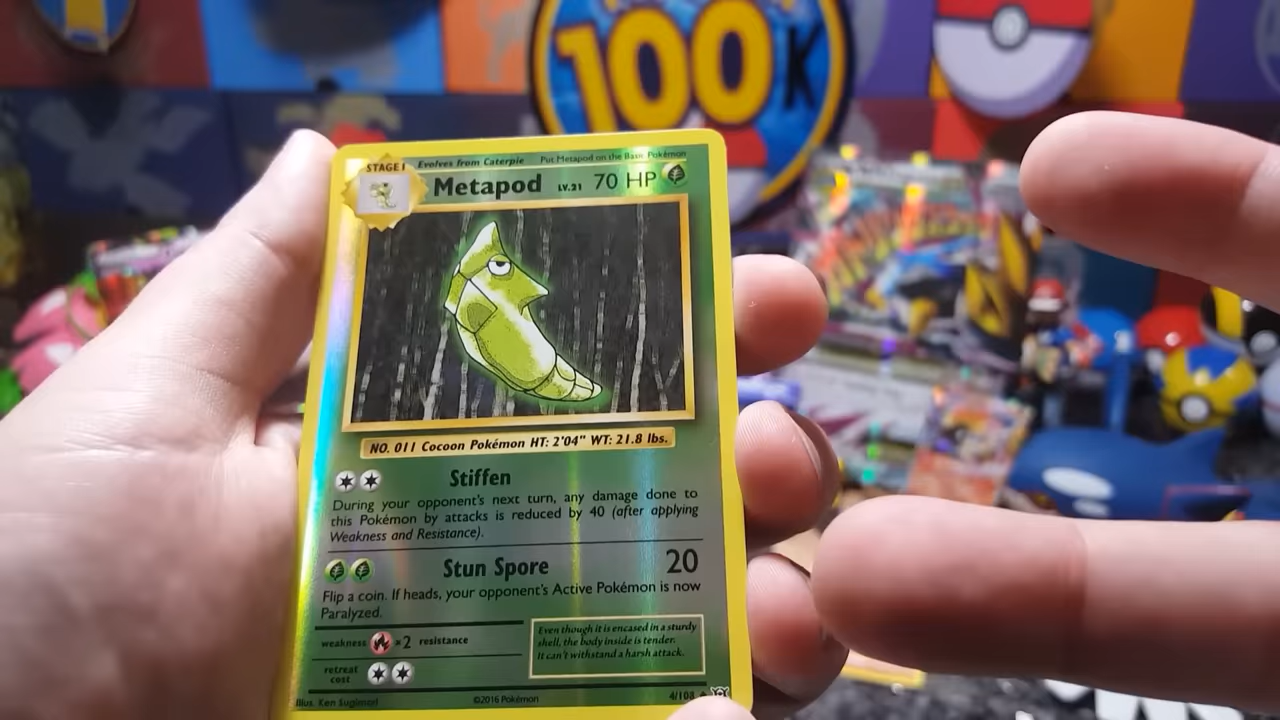 100K
STAGE 1 Evolves from Caterpie Put Metapod on the Basic Pokémon
Metapod LV.21 70 HP
NO. 011 Cocoon Pokémon HT: 2'04" WT: 21.8 lbs.
Stiffen
During your opponent's next turn, any damage done to
this Pokémon by attacks is reduced by 40 (after applying
Weakness and Resistance).
Stun Spore 20
Flip a coin. If heads, your opponent's Active Pokémon is now
Paralyzed.
weakness ×2 resistance
Even though it is encased in a sturdy
shell, the body inside is tender.
It can't withstand a harsh attack.
retreat
cost
Illus. Ken Sugimori ©2016 Pokémon 4/108